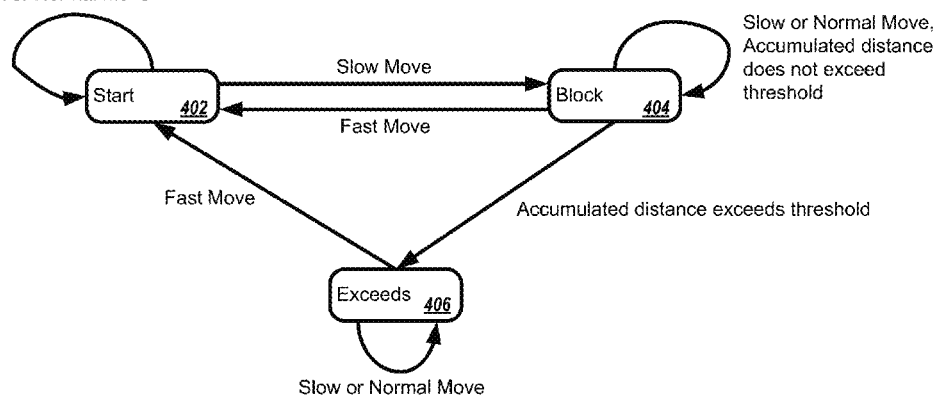 Slow or Normal Move,
Accumulated distance
does not exceed
threshold
Start
402
Slow Move
Block
404
Fast Move
Fast Move
Accumulated distance exceeds threshold
Exceeds
406
Slow or Normal Move